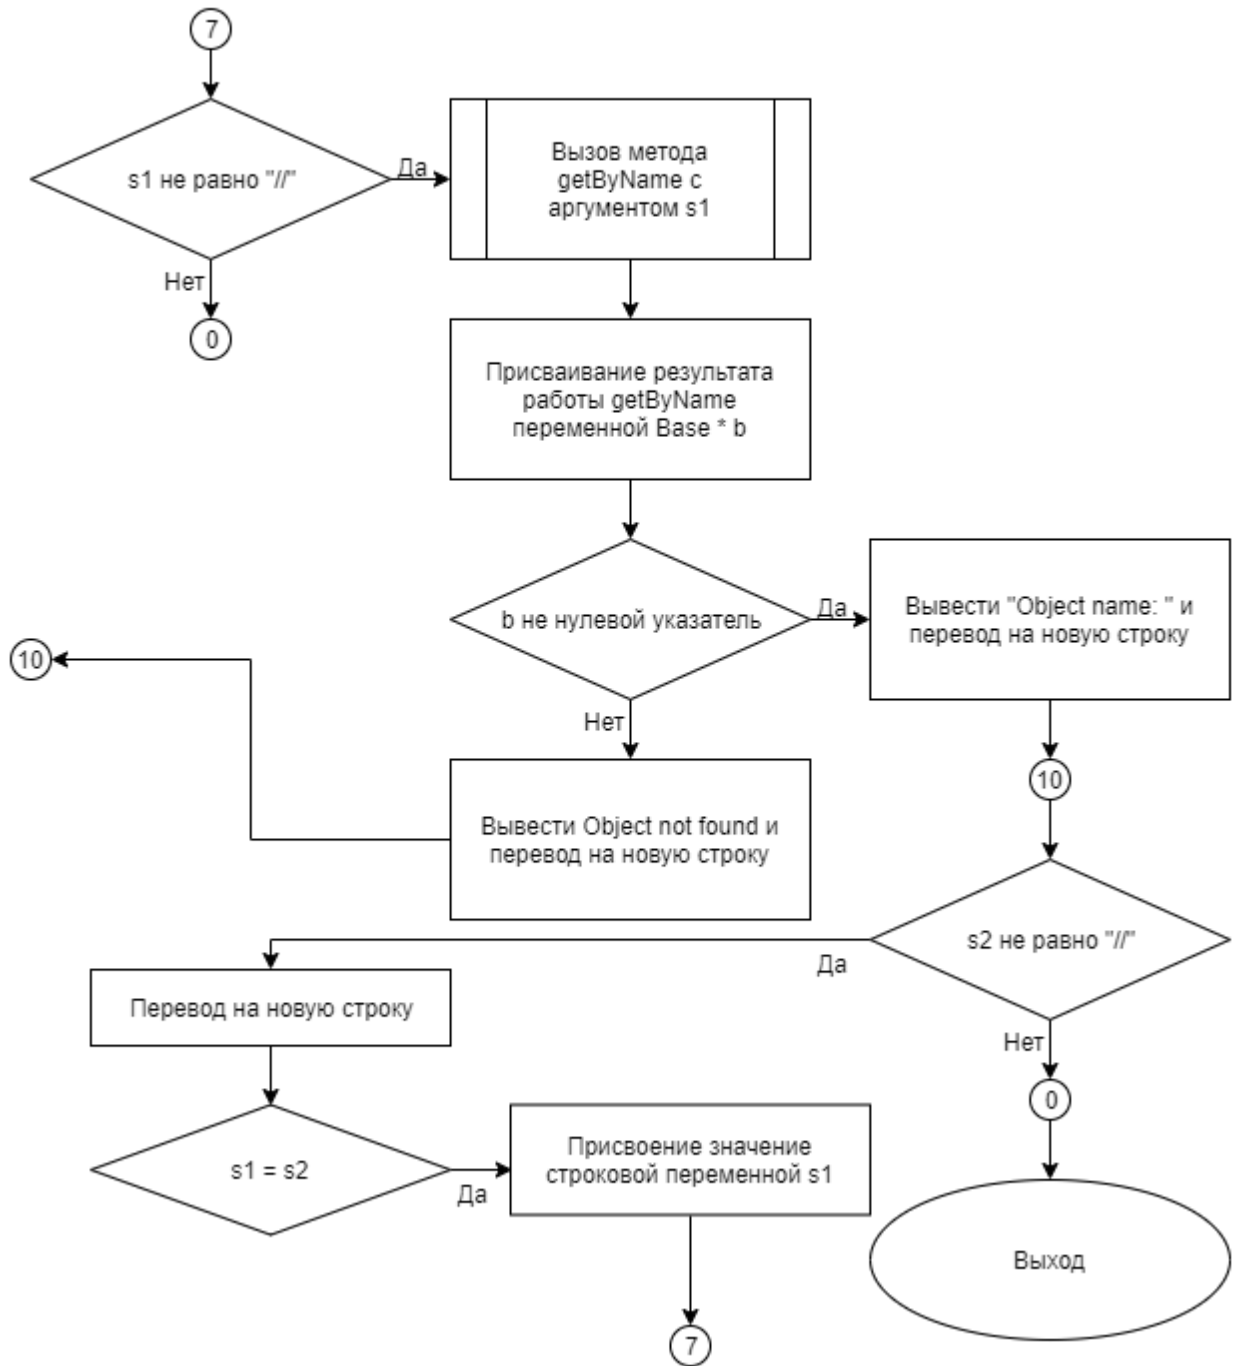 7
s1 не равно "//"
Да
Вызов метода
getByName с
аргументом s1
Нет
0
Присваивание результата
работы getByName
переменной Base * b
b не нулевой указатель
Да
Вывести "Object name: " и
перевод на новую строку
10
Нет
10
Вывести Object not found и
перевод на новую строку
s2 не равно "//"
Да
Перевод на новую строку
Нет
0
s1 = s2
Да
Присвоение значение
строковой переменной s1
Выход
7